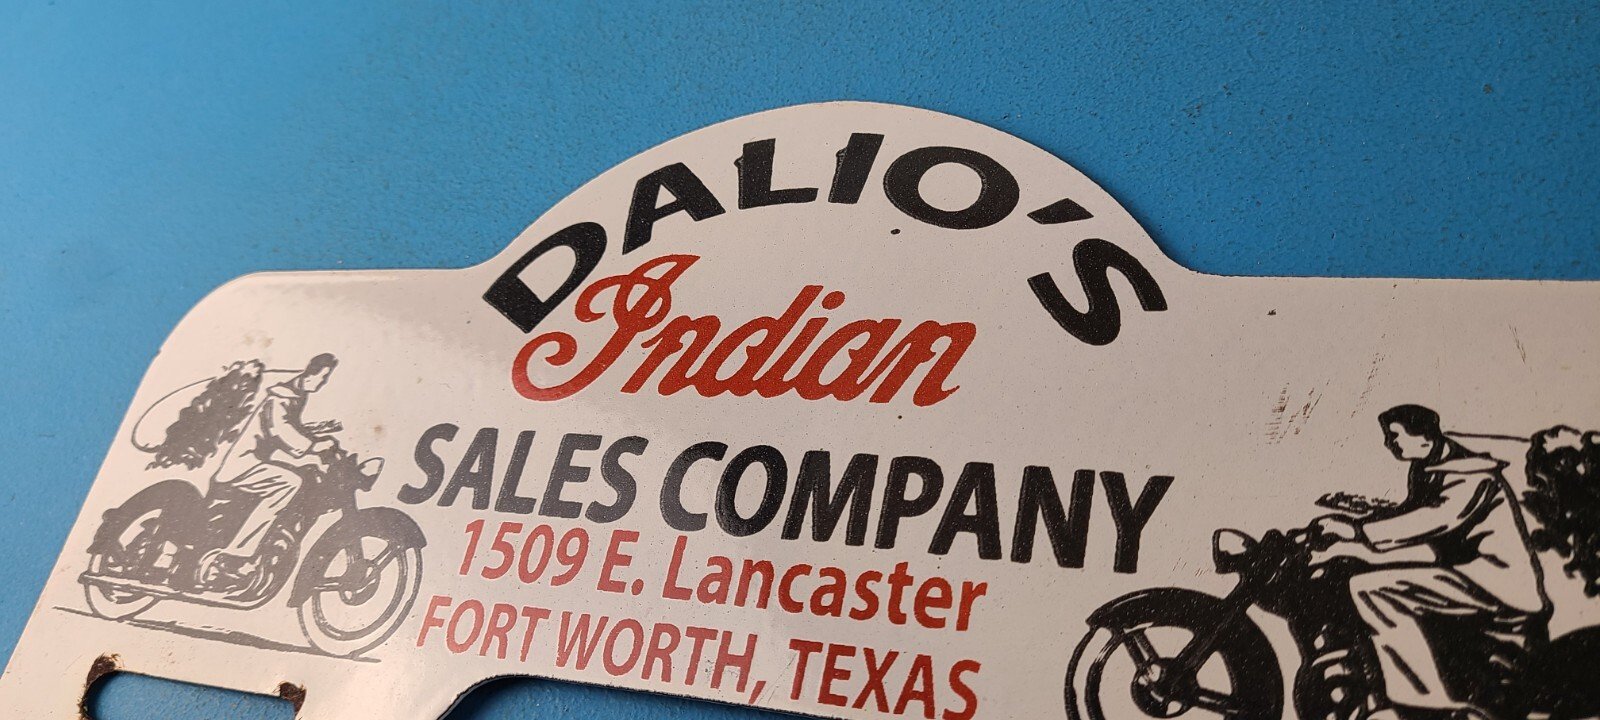 DALIO'S
Indian
SALES COMPANY
1509 E. Lancaster
FORT WORTH, TEXAS